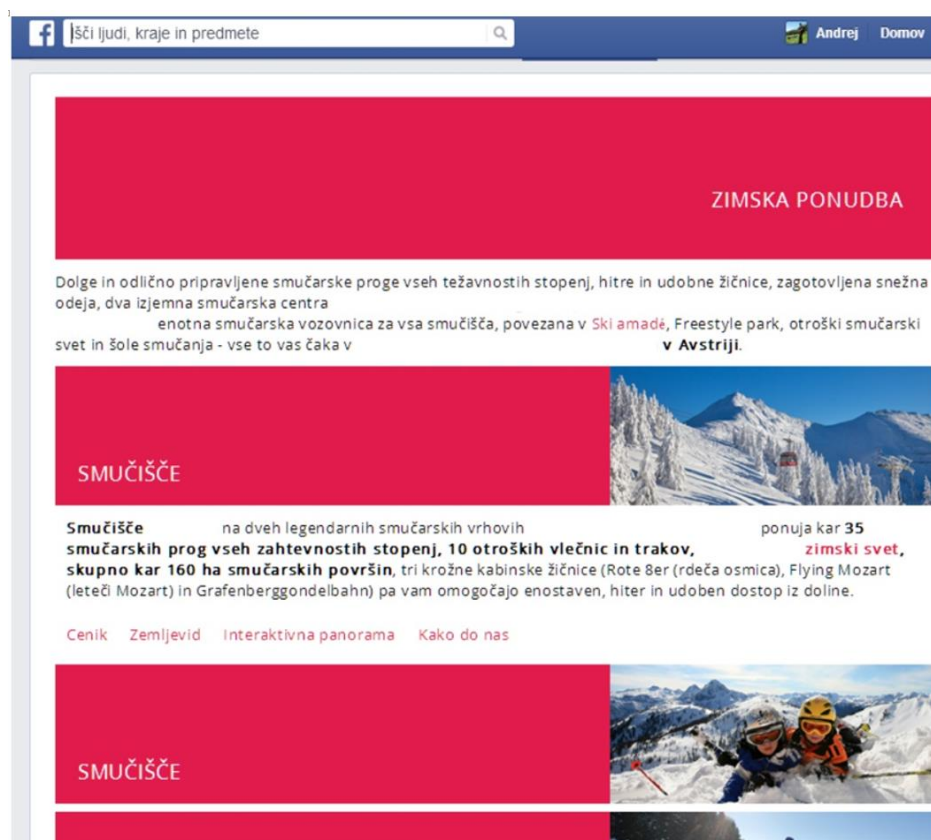 f Išči ljudi, kraje in predmete Andrej Domov
ZIMSKA PONUDBA
Dolge in odlično pripravljene smučarske proge vseh težavnostih stopenj, hitre in udobne žičnice, zagotovljena snežna
odeja, dva izjemna smučarska centra
enotna smučarska vozovnica za vsa smučišča, povezana v Ski amadé, Freestyle park, otroški smučarski
svet in šole smučanja - vse to vas čaka v v Avstriji.
SMUČIŠČE
Smučišče na dveh legendarnih smučarskih vrhovih ponuja kar 35
smučarskih prog vseh zahtevnostih stopenj, 10 otroških vlečnic in trakov, zimski svet,
skupno kar 160 ha smučarskih površin, tri krožne kabinske žičnice (Rote 8er (rdeča osmica), Flying Mozart
(leteči Mozart) in Grafenberggondelbahn) pa vam omogočajo enostaven, hiter in udoben dostop iz doline.
Cenik Zemljevid Interaktivna panorama Kako do nas
SMUČIŠČE